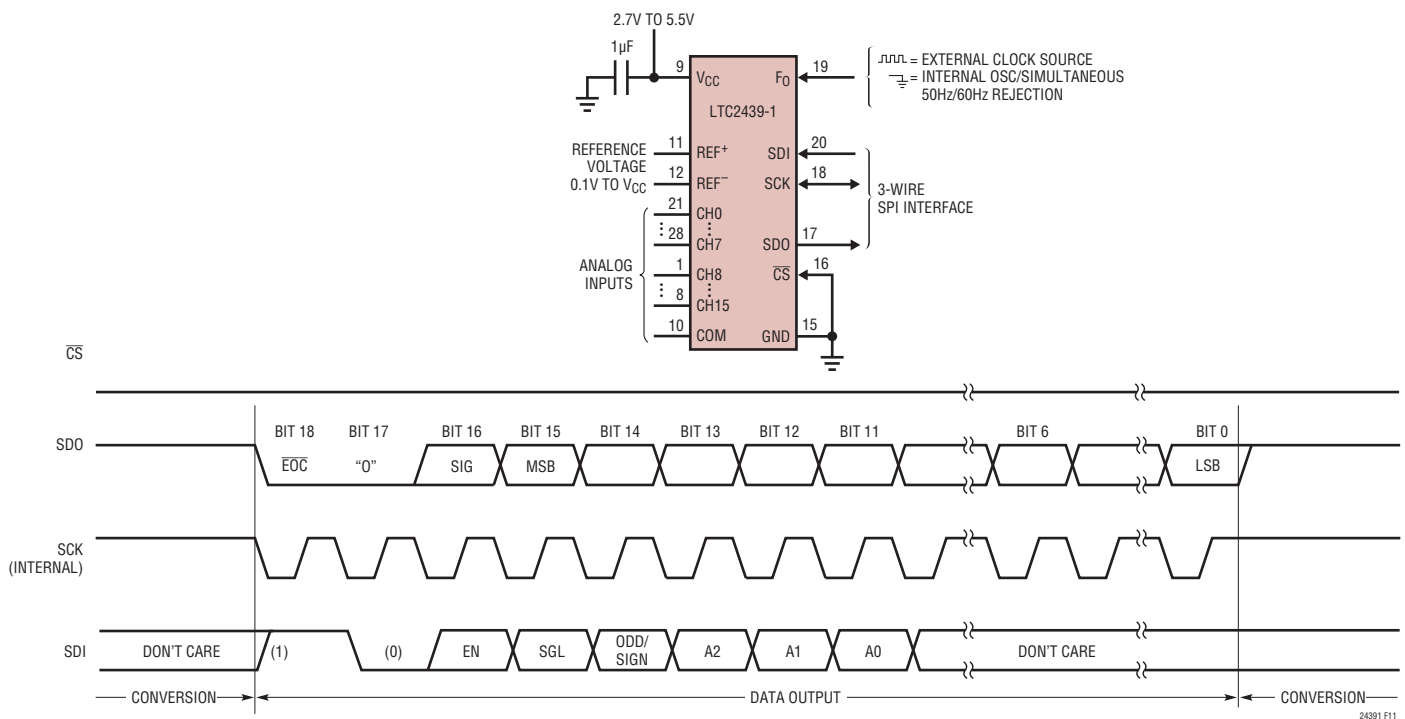 2.7V TO 5.5V
1µF
9 VCC FO 19
= EXTERNAL CLOCK SOURCE
= INTERNAL OSC/SIMULTANEOUS
50Hz/60Hz REJECTION
LTC2439-1
REFERENCE
VOLTAGE
0.1V TO VCC
11 REF+ SDI 20
12 REF– SCK 18
3-WIRE
SPI INTERFACE
21 CH0
28 CH7 SDO 17
ANALOG
INPUTS
1 CH8 CS 16
8 CH15
10 COM GND 15
CS
SDO
BIT 18 BIT 17 BIT 16 BIT 15 BIT 14 BIT 13 BIT 12 BIT 11 BIT 6 BIT 0
EOC “0” SIG MSB LSB
SCK
(INTERNAL)
SDI DON'T CARE (1) (0) EN SGL ODD/
SIGN A2 A1 A0 DON'T CARE
CONVERSION DATA OUTPUT CONVERSION
24391 F11